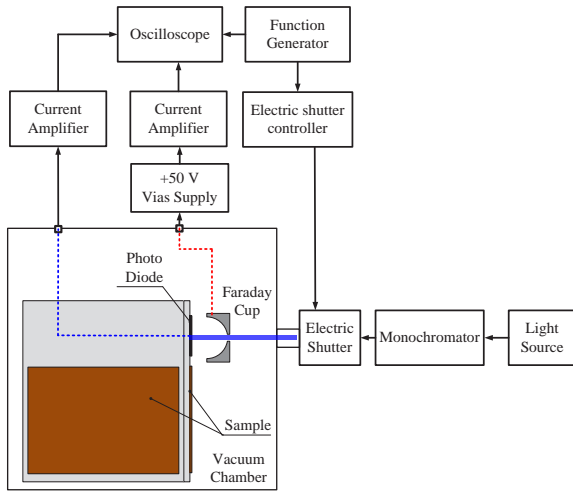 Oscilloscope
Function
Generator
Current
Amplifier
Current
Amplifier
Electric shutter
controller
+50 V
Vias Supply
Photo
Diode
Faraday
Cup
Electric
Shutter
Monochromator
Light
Source
Sample
Vacuum
Chamber